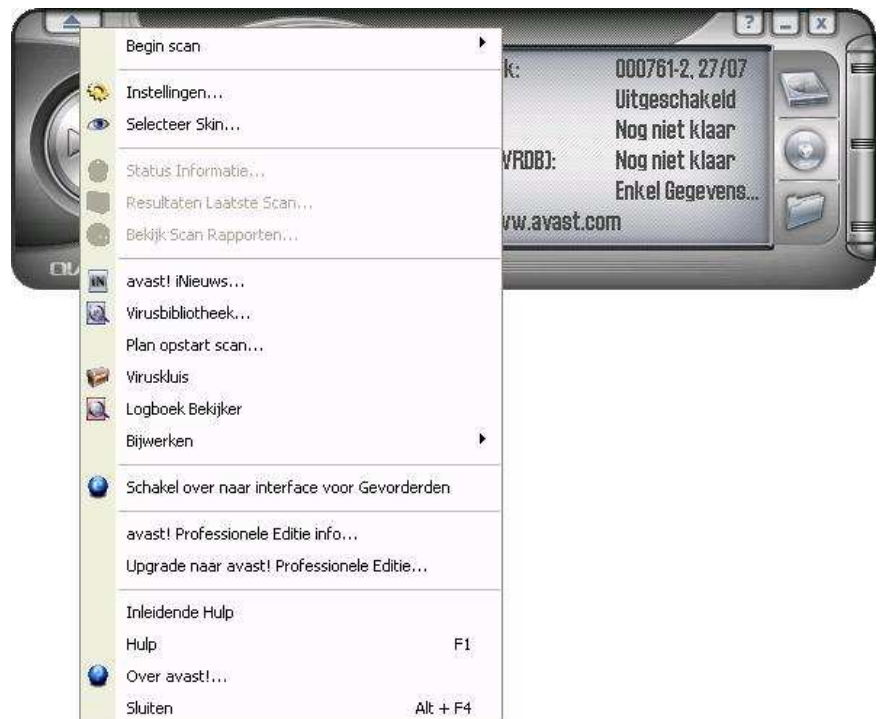 ? _ x
Begin scan
k: 000761-2, 27/07
Instellingen...
Uitgeschakeld
Selecteer Skin...
Nog niet klaar
VRDB): Nog niet klaar
Status Informatie...
Enkel Gegevens...
Resultaten Laatste Scan...
ww.avast.com
Bekijk Scan Rapporten...
avast! iNieuws...
Virusbibliotheek...
Plan opstart scan...
Viruskluis
Logboek Bekijker
Bijwerken
Schakel over naar interface voor Gevorderden
avast! Professionele Editie info...
Upgrade naar avast! Professionele Editie...
Inleidende Hulp
Hulp F1
Over avast!...
Sluiten Alt + F4